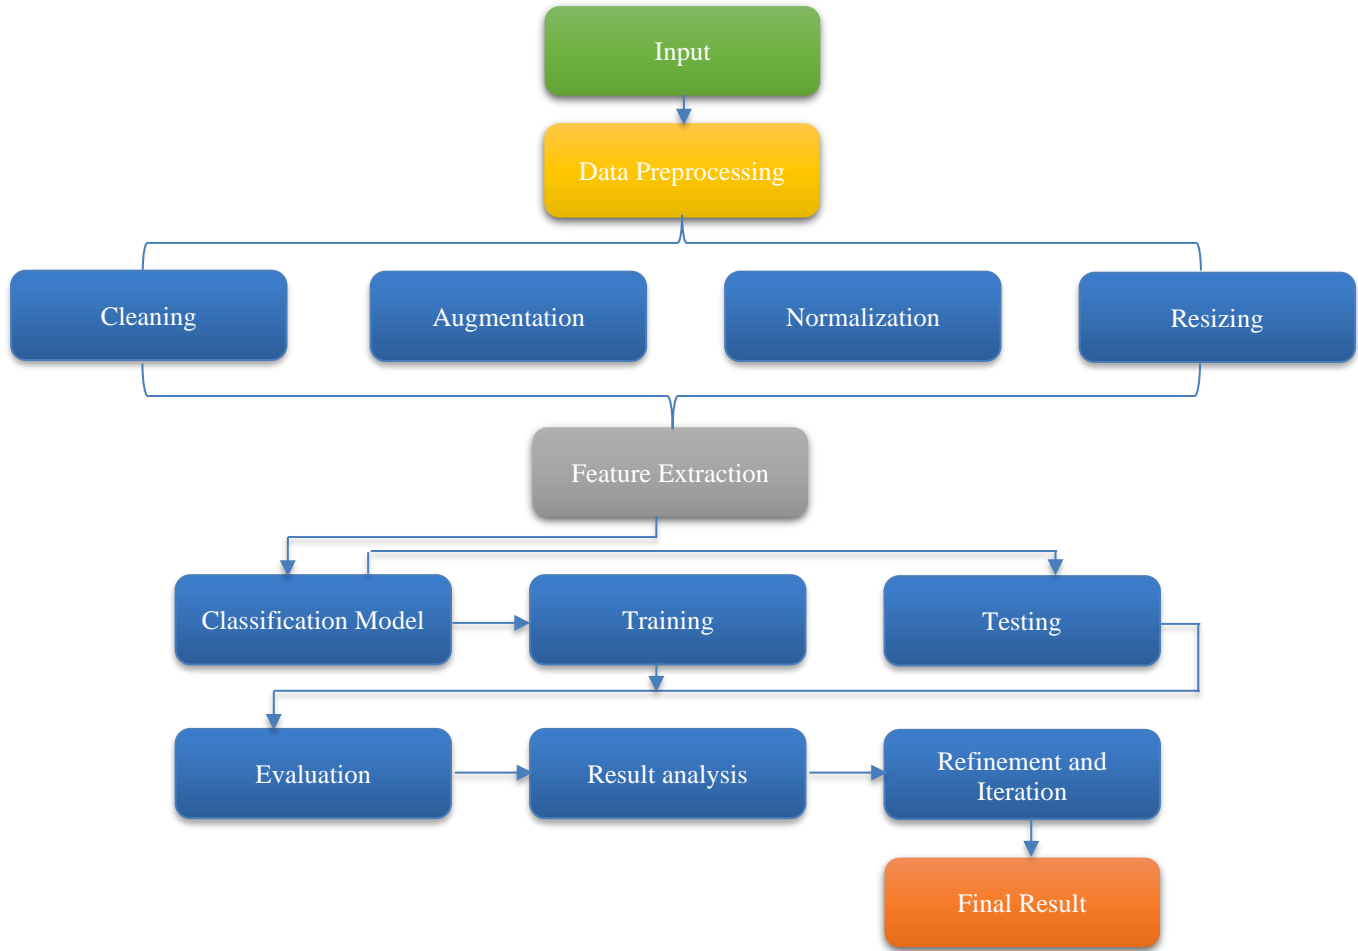 Input
Data Preprocessing
Cleaning
Augmentation
Normalization
Resizing
Feature Extraction
Classification Model
Training
Testing
Evaluation
Result analysis
Refinement and
Iteration
Final Result